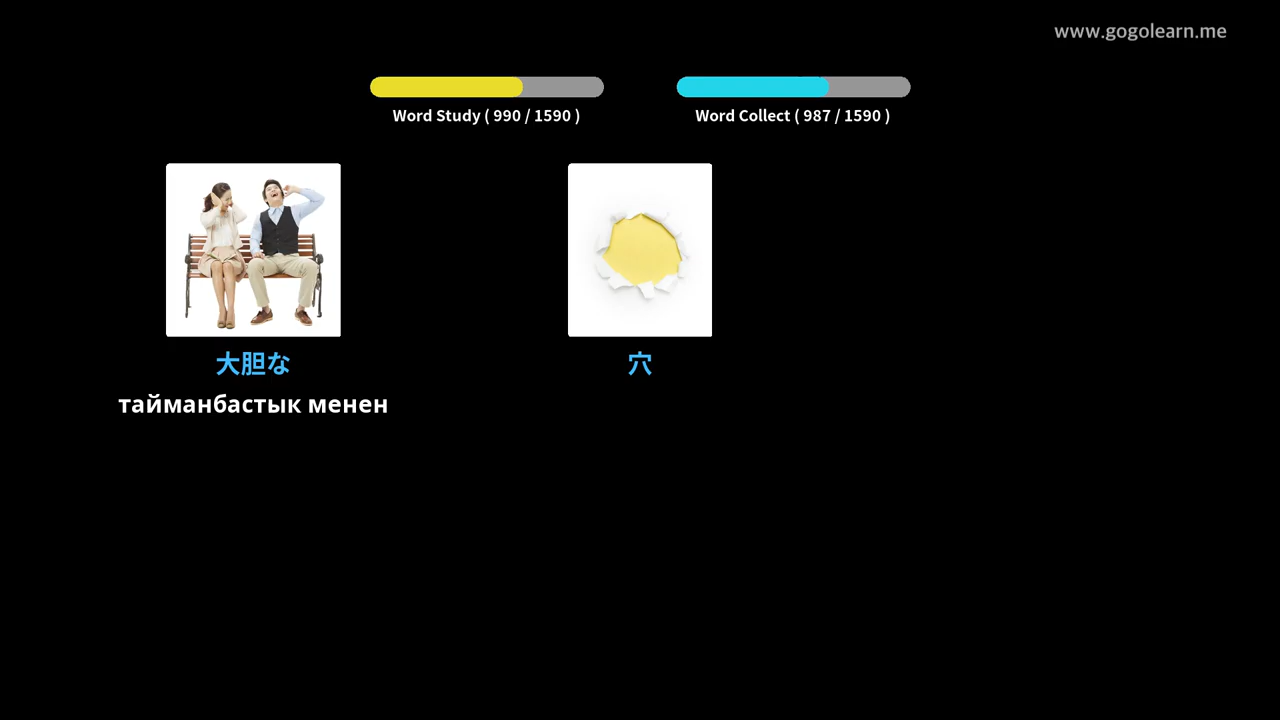 www.gogolearn.me
Word Study ( 990 / 1590 )
Word Collect ( 987 / 1590 )
大胆な
穴
тайманбастык менен